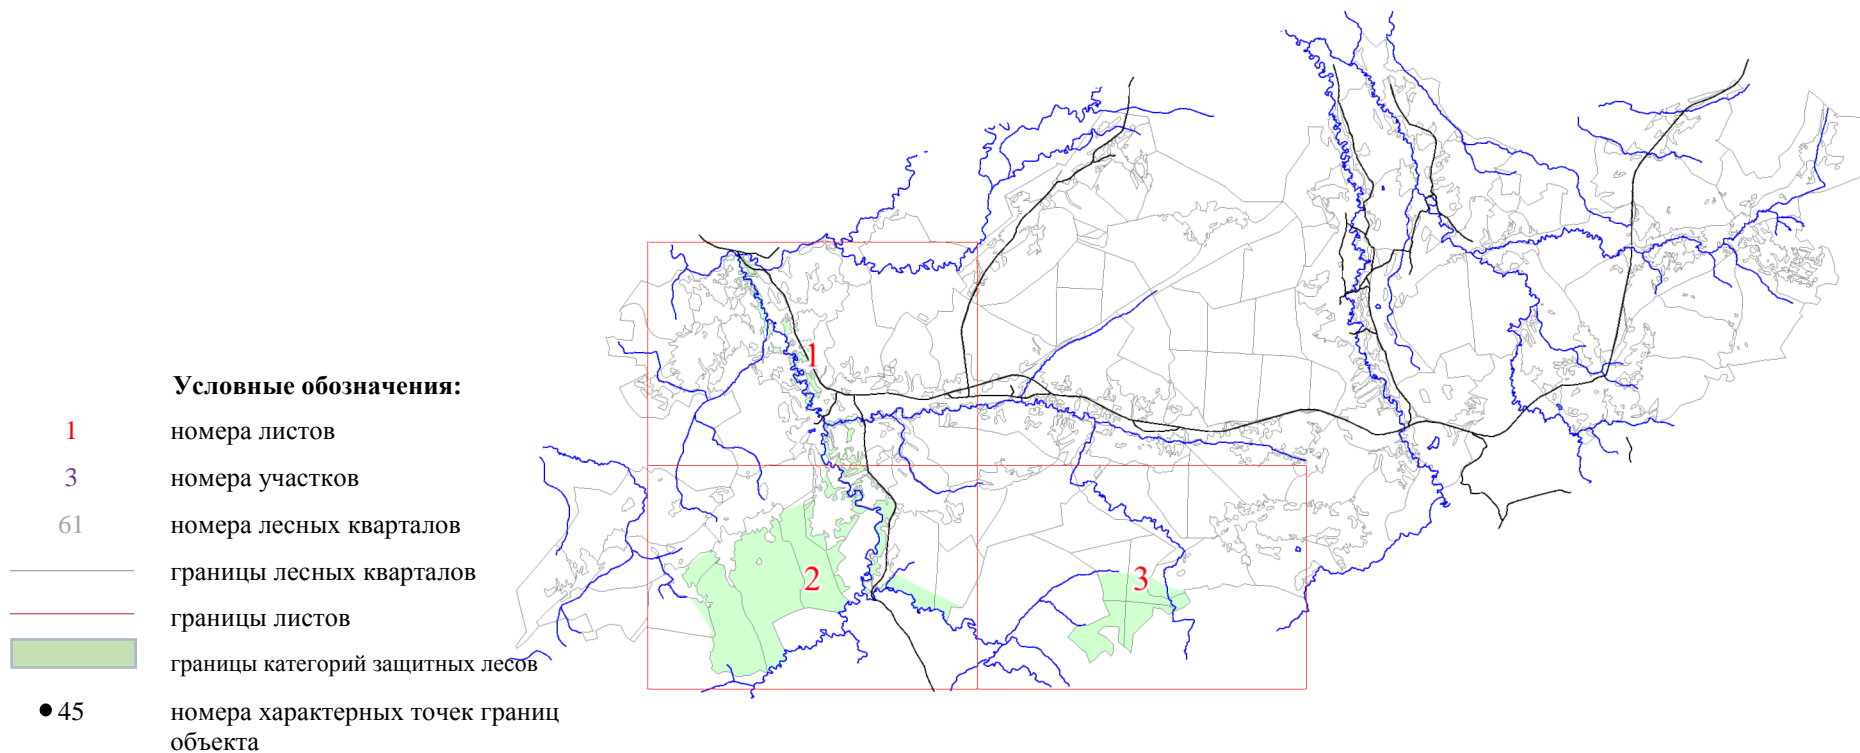 Условные обозначения:
1 номера листов
3 номера участков
61 номера лесных кварталов
границы лесных кварталов
границы листов
границы категорий защитных лесов
45 номера характерных точек границ
объекта
1
2
3